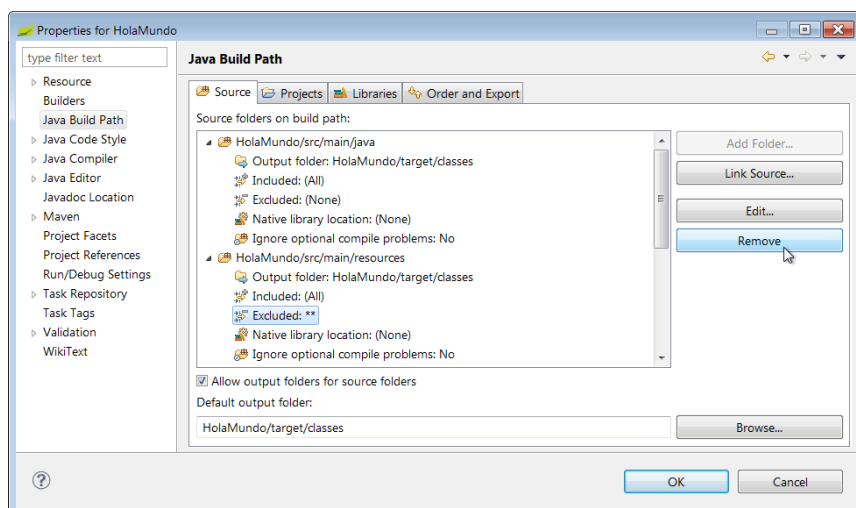 Properties for HolaMundo
type filter text
Resource
Builders
Java Build Path
Java Code Style
Java Compiler
Java Editor
Javadoc Location
Maven
Project Facets
Project References
Run/Debug Settings
Task Repository
Task Tags
Validation
WikiText
Java Build Path
Source Projects Libraries Order and Export
Source folders on build path:
HolaMundo/src/main/java
Output folder: HolaMundo/target/classes
Included: (All)
Excluded: (None)
Native library location: (None)
Ignore optional compile problems: No
HolaMundo/src/main/resources
Output folder: HolaMundo/target/classes
Included: (All)
Excluded: **
Native library location: (None)
Ignore optional compile problems: No
Add Folder...
Link Source...
Edit...
Remove
Allow output folders for source folders
Default output folder:
HolaMundo/target/classes
Browse...
?
OK
Cancel